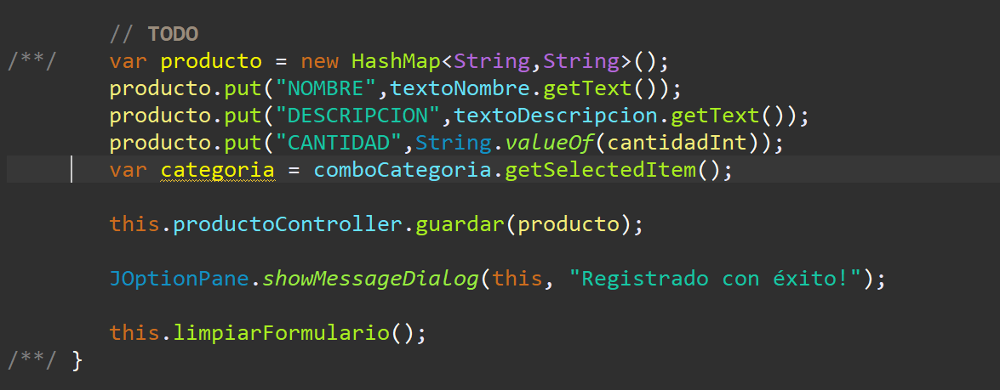 // TODO
/**/ var producto = new HashMap<String,String>();
producto.put("NOMBRE",textoNombre.getText());
producto.put("DESCRIPCION",textoDescripcion.getText());
producto.put("CANTIDAD",String.valueOf(cantidadInt));
var categoria = comboCategoria.getSelectedItem();
this.productoController.guardar(producto);
JOptionPane.showMessageDialog(this, "Registrado con éxito!");
this.limpiarFormulario();
/**/ }